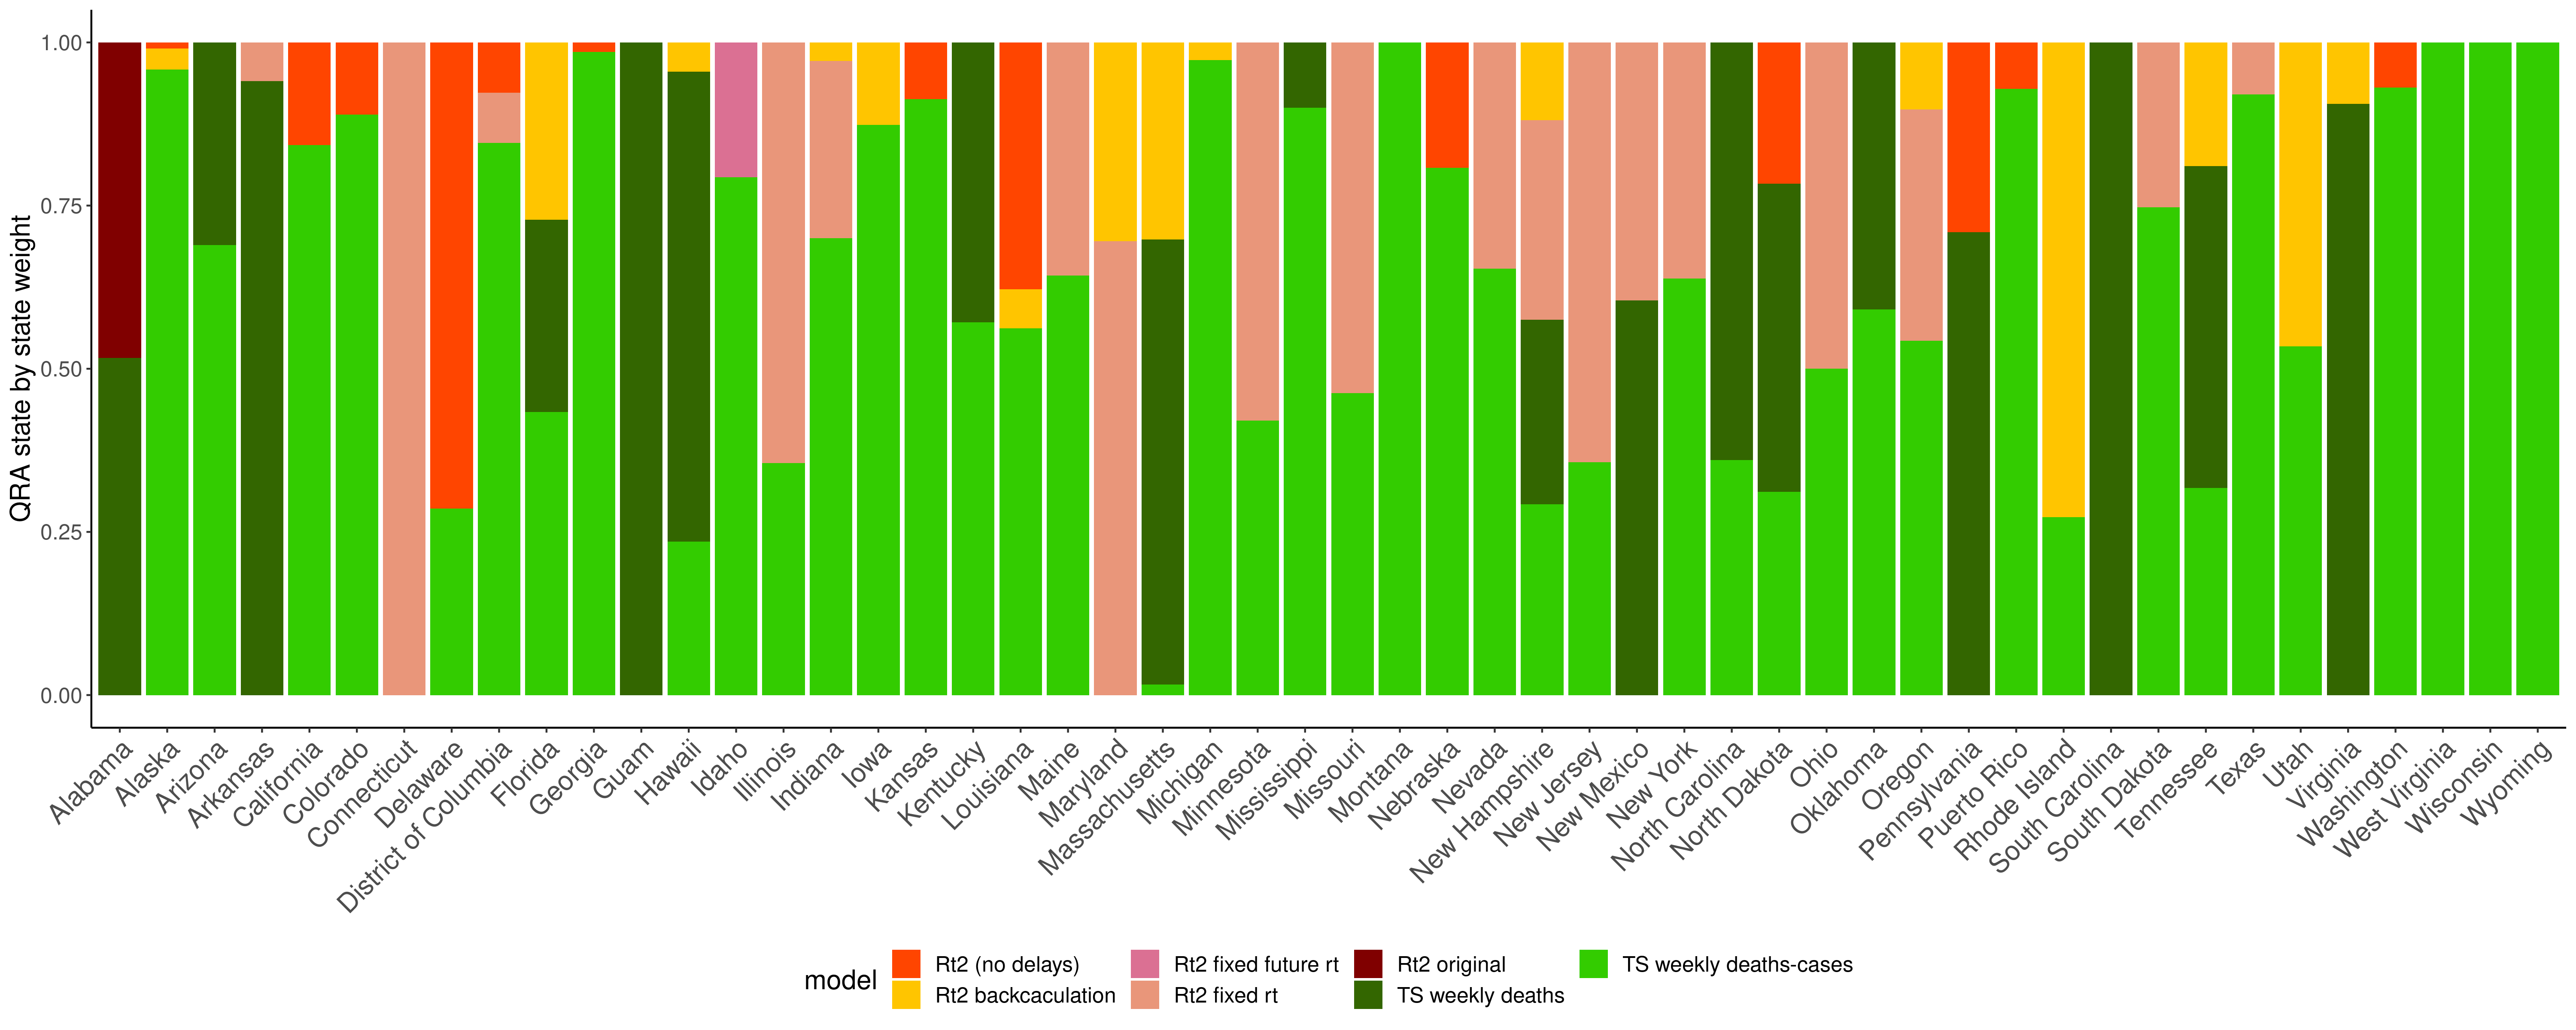 QRA state by state weight
1.00
0.75
0.50
0.25
0.00
Alabama
Alaska
Arizona
Arkansas
California
Colorado
Connecticut
Delaware
District of Columbia
Florida
Georgia
Guam
Hawaii
Idaho
Illinois
Indiana
Iowa
Kansas
Kentucky
Louisiana
Maine
Maryland
Massachusetts
Michigan
Minnesota
Mississippi
Missouri
Montana
Nebraska
Nevada
New Hampshire
New Jersey
New Mexico
New York
North Carolina
North Dakota
Ohio
Oklahoma
Oregon
Pennsylvania
Puerto Rico
Rhode Island
South Carolina
South Dakota
Tennessee
Texas
Utah
Virginia
Washington
West Virginia
Wisconsin
Wyoming
model
Rt2 (no delays)
Rt2 backcaculation
Rt2 fixed future rt
Rt2 fixed rt
Rt2 original
TS weekly deaths
TS weekly deaths-cases